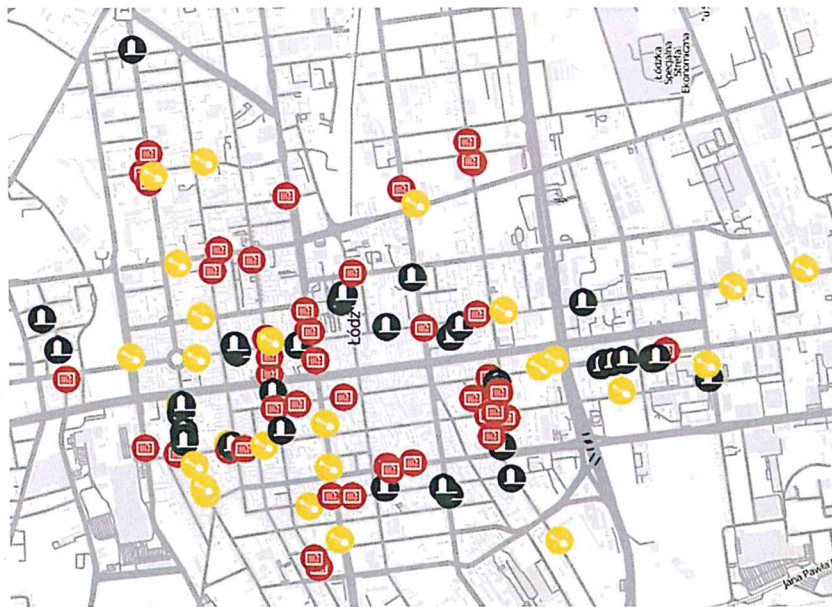 Łódzka
Specjalna
Strefa
Ekonomiczna
Łódź
Jana Pawła